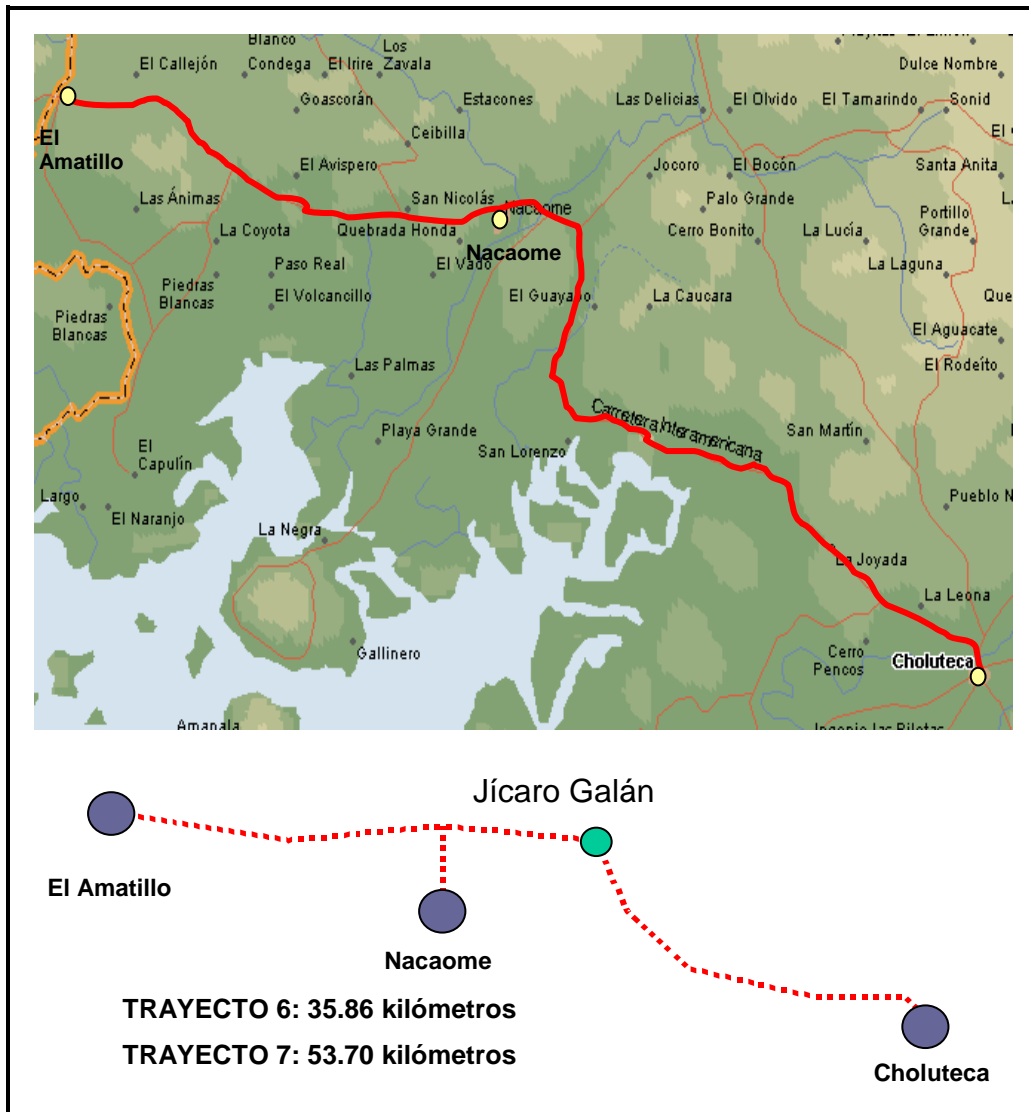 Blanco
Los
El Callejón
Condega
El Irire
Zavala
Dulce Nombre
Goascorán
Estacones
Las Delicias
El Olvido
El Tamarindo
Sonid
El
Amatillo
Ceibilla
El Avispero
Jocoro
El Bocón
Santa Anita
Las Ánimas
San Nicolás
Nacaome
Palo Grande
Portillo
Grande
La Coyota
Quebrada Honda
Nacaome
Cerro Bonito
La Lucía
Piedras
Blancas
Paso Real
El Vado
La Laguna
Piedras
Blancas
El Volcancillo
El Guayabo
La Caucara
Que
El Aguacate
Las Palmas
El Rodeíto
Carretera Interamericana
Playa Grande
San Lorenzo
San Martín
El
Capulín
Largo
El Naranjo
La Negra
Pueblo N
La Joyada
La Leona
Gallinero
Cerro
Pencos
Choluteca
Amapala
Jícaro Galán
El Amatillo
Nacaome
TRAYECTO 6: 35.86 kilómetros
TRAYECTO 7: 53.70 kilómetros
Choluteca